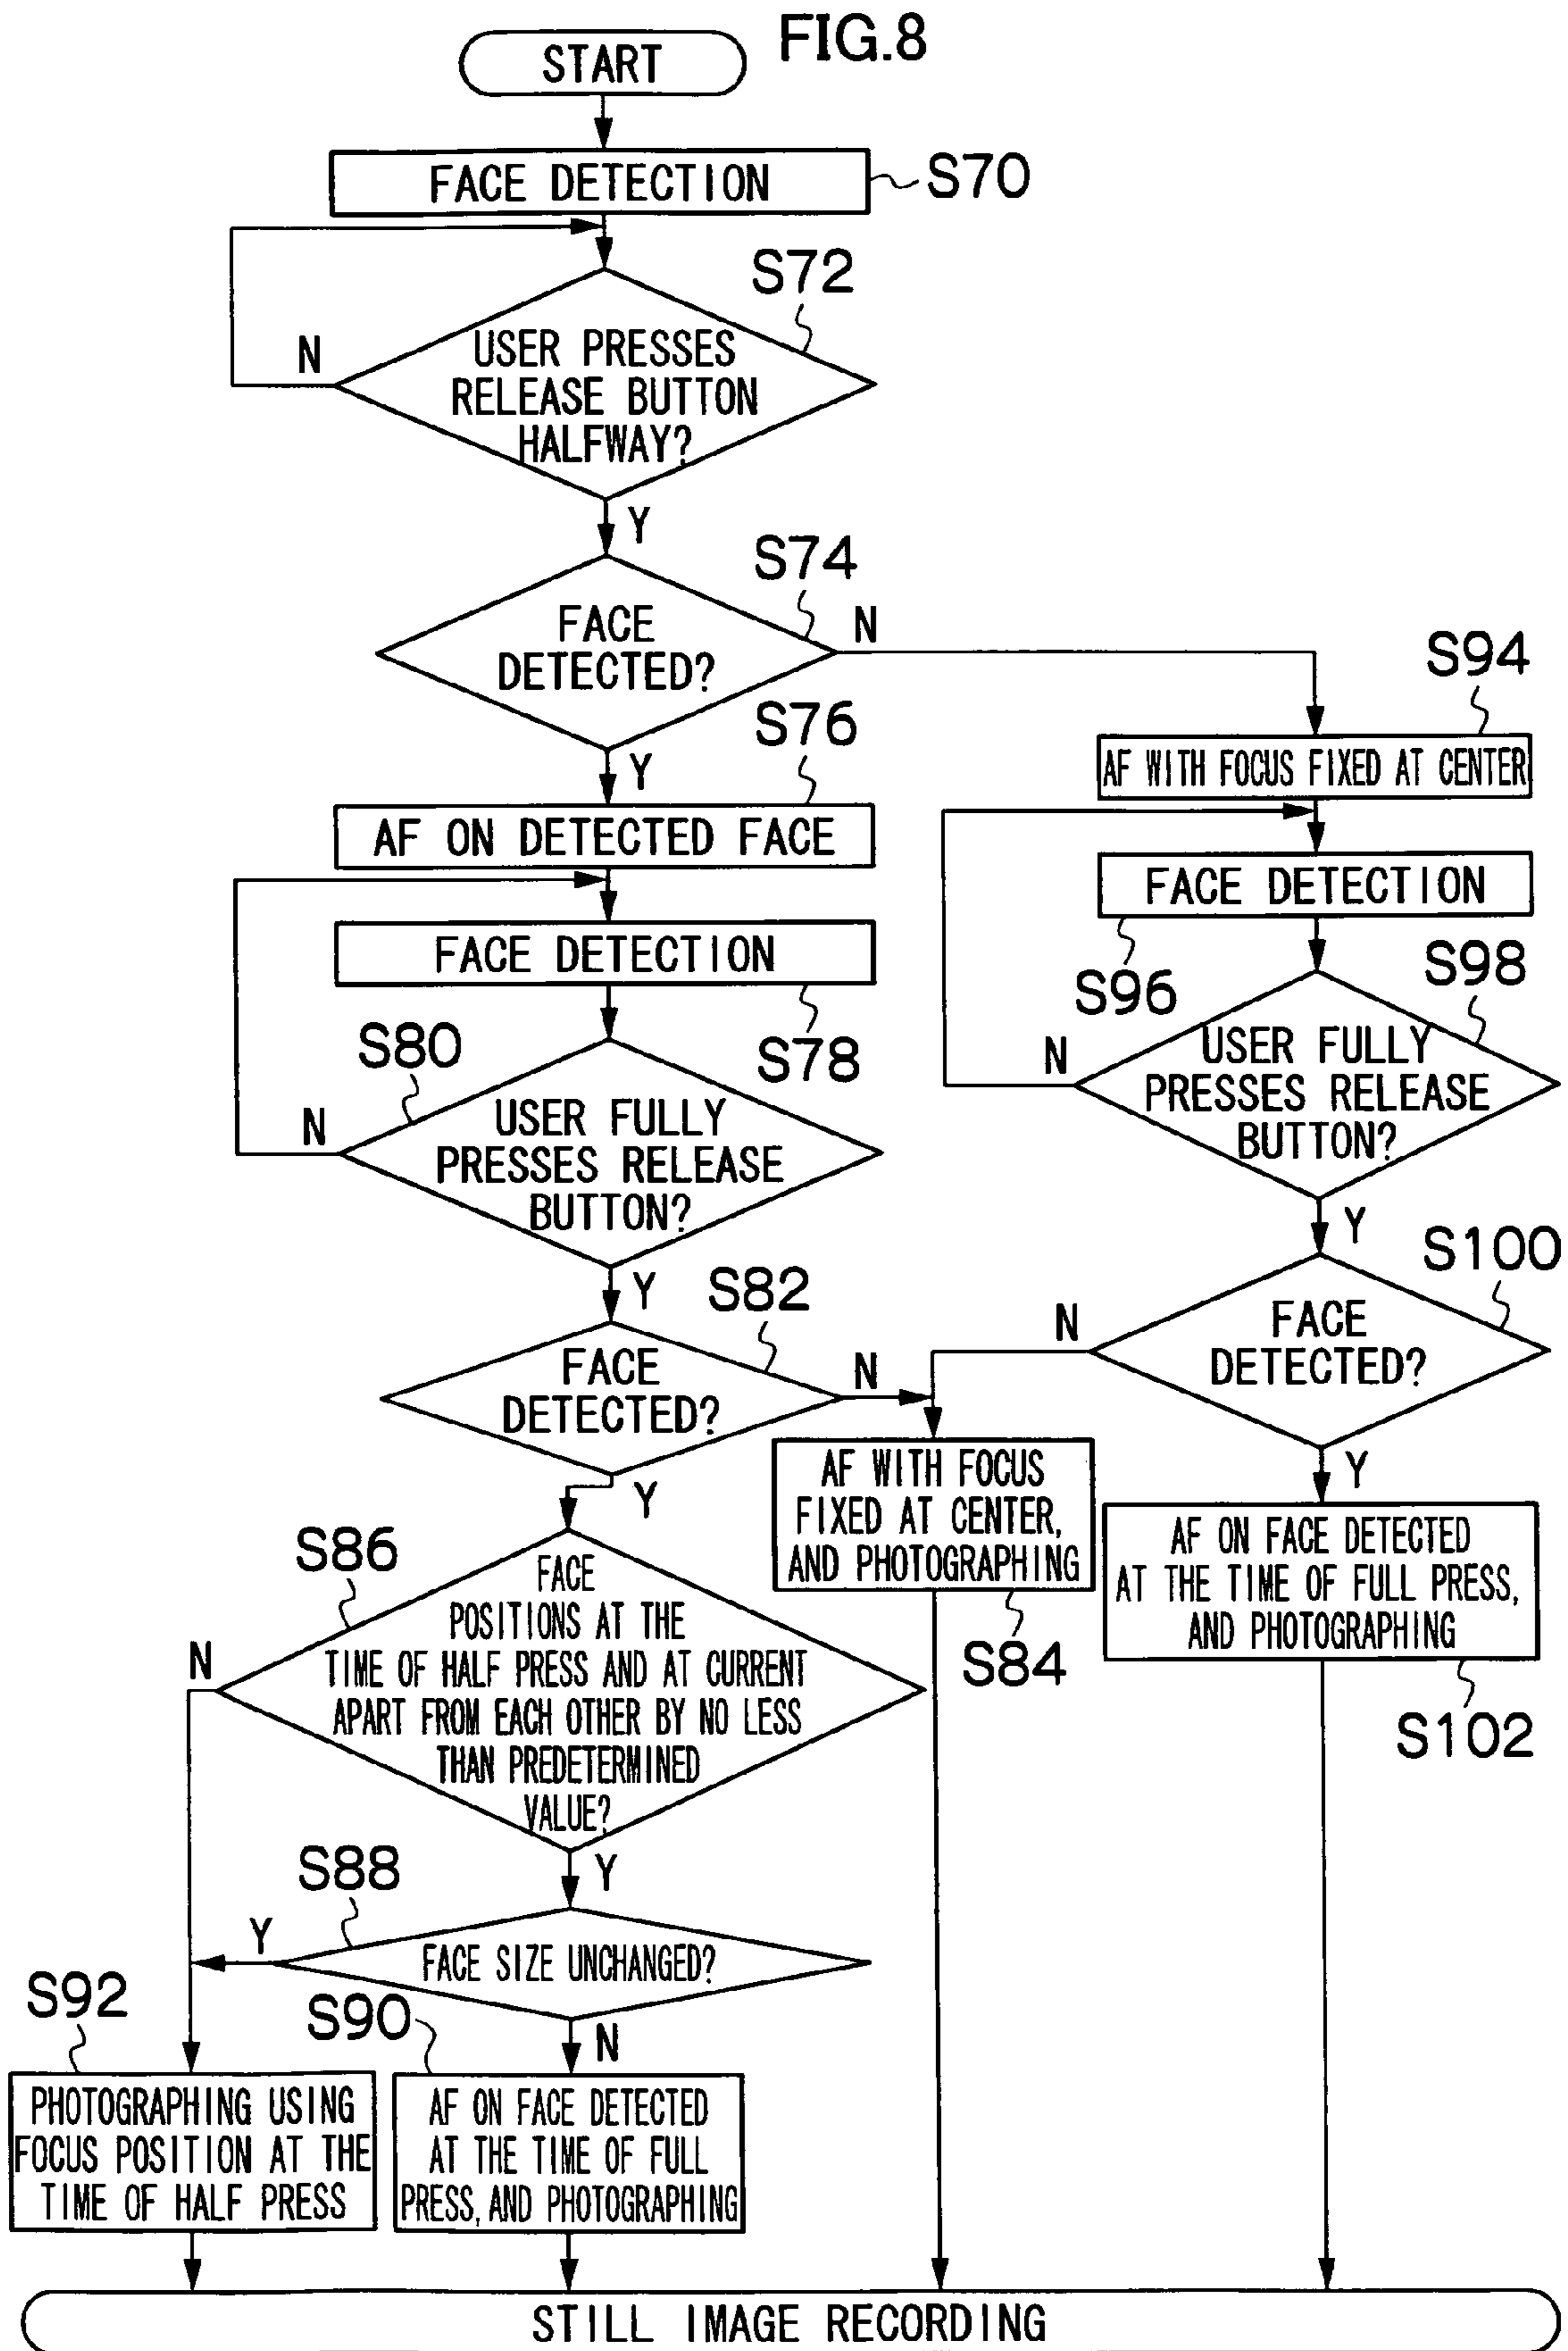 FIG.8
START
FACE DETECTION
S70
S72
USER PRESSES
RELEASE BUTTON
HALFWAY?
N
Y
S74
FACE
DETECTED?
N
Y
S76
AF ON DETECTED FACE
FACE DETECTION
S78
S80
USER FULLY
PRESSES RELEASE
BUTTON?
N
Y
S82
FACE
DETECTED?
N
Y
S94
AF WITH FOCUS FIXED AT CENTER
FACE DETECTION
S96
S98
USER FULLY
PRESSES RELEASE
BUTTON?
N
Y
S100
FACE
DETECTED?
N
Y
AF WITH FOCUS
FIXED AT CENTER,
AND PHOTOGRAPHING
S84
AF ON FACE DETECTED
AT THE TIME OF FULL PRESS,
AND PHOTOGRAPHING
S102
S86
FACE
POSITIONS AT THE
TIME OF HALF PRESS AND AT CURRENT
APART FROM EACH OTHER BY NO LESS
THAN PREDETERMINED
VALUE?
N
Y
S88
FACE SIZE UNCHANGED?
Y
N
S92
PHOTOGRAPHING USING
FOCUS POSITION AT THE
TIME OF HALF PRESS
S90
AF ON FACE DETECTED
AT THE TIME OF FULL
PRESS, AND PHOTOGRAPHING
STILL IMAGE RECORDING